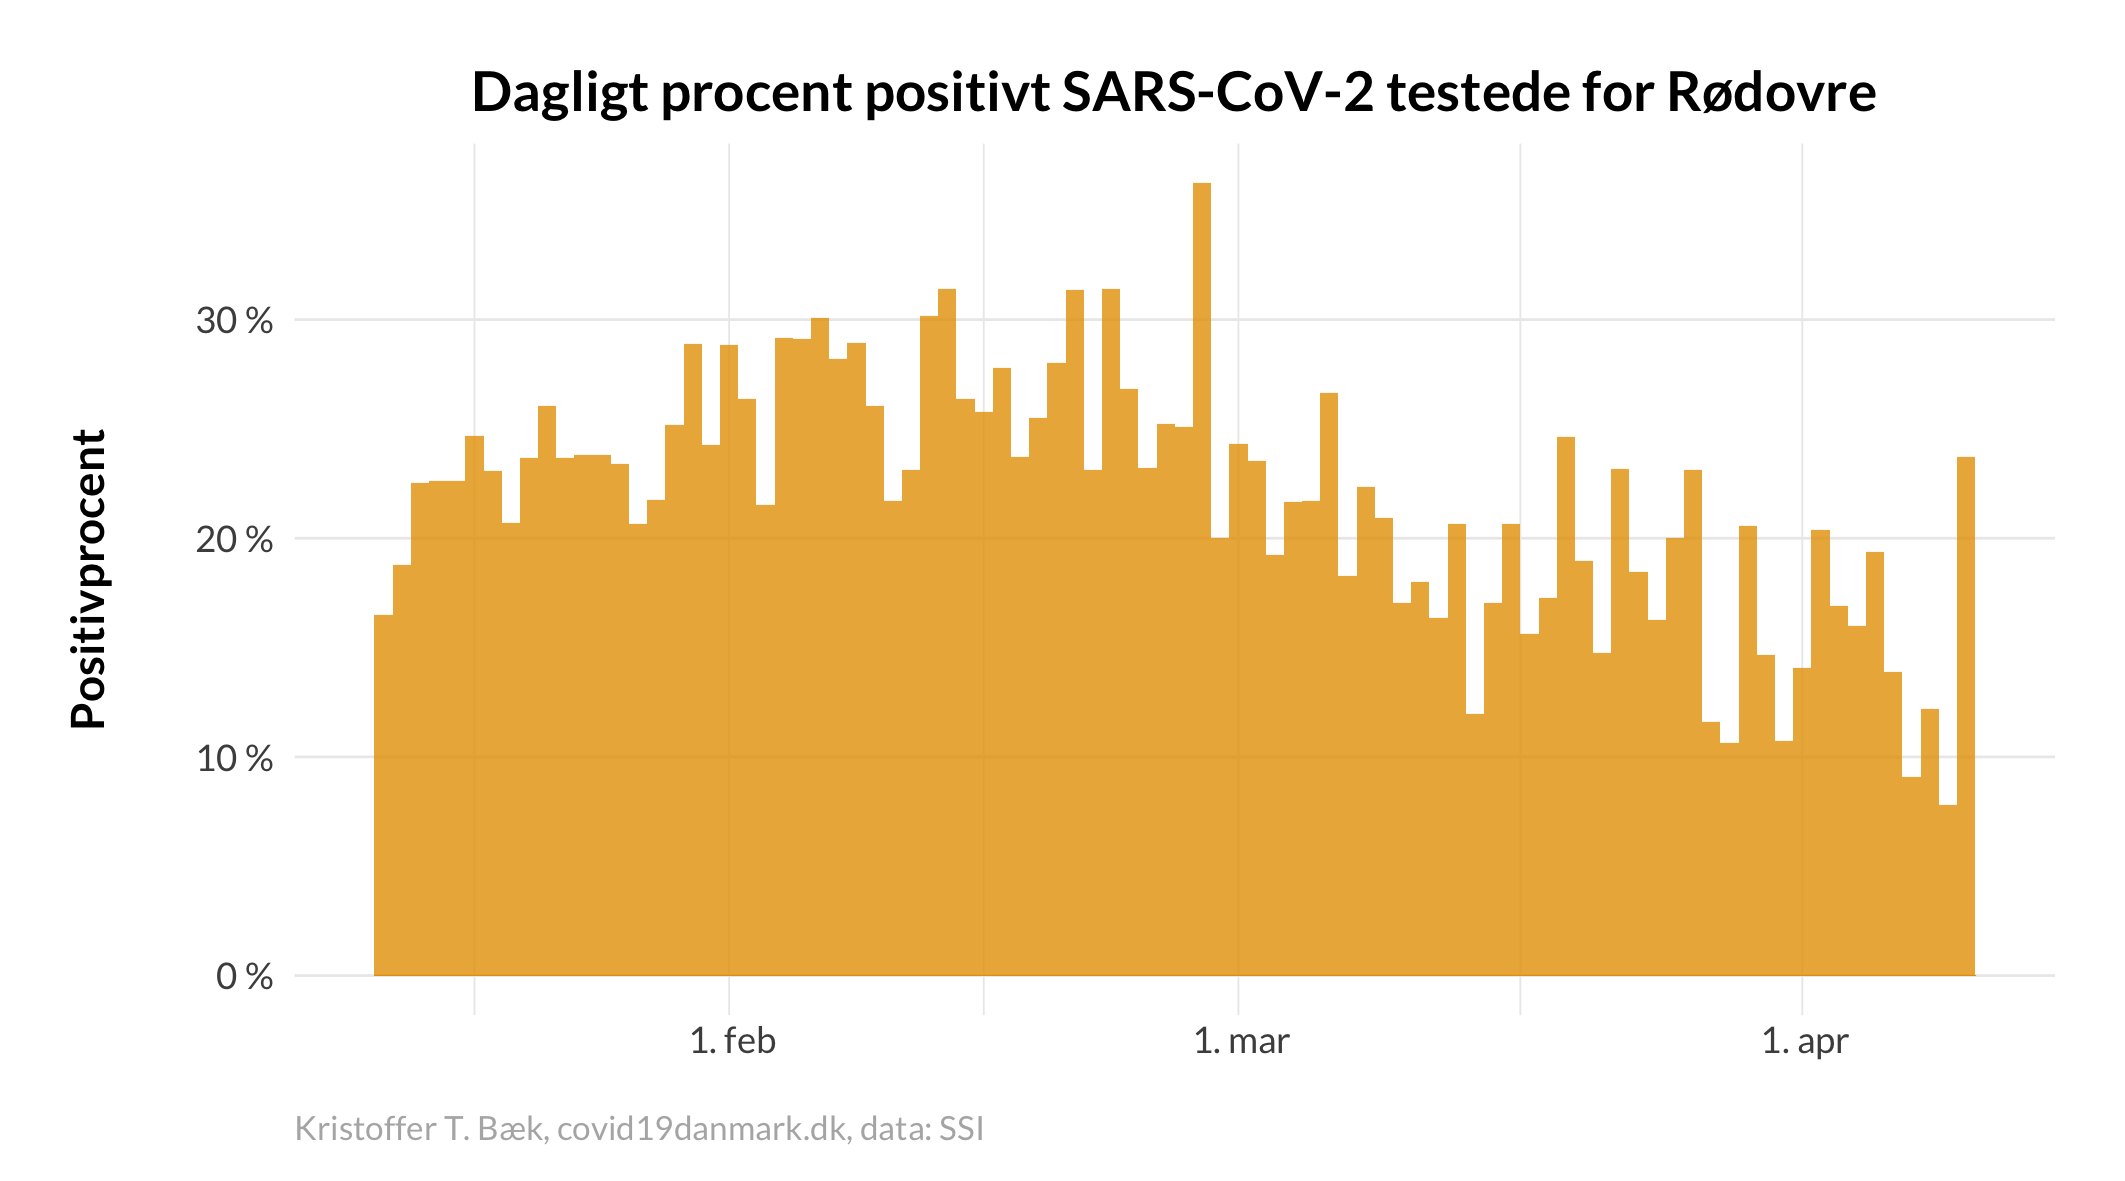 Dagligt procent positivt SARS-CoV-2 testede for Rødovre
Positivprocent
30 %
20 %
10 %
0 %
1. feb
1. mar
1. apr
Kristoffer T. Bæk, covid19danmark.dk, data: SSI